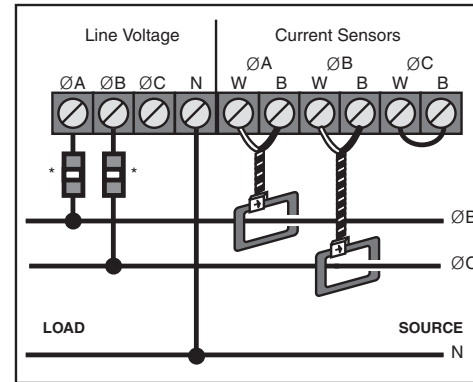 Line Voltage
Current Sensors
ØA ØB ØC N
ØA ØB ØC
W B W B W B
* *
ØB
ØC
LOAD SOURCE
N